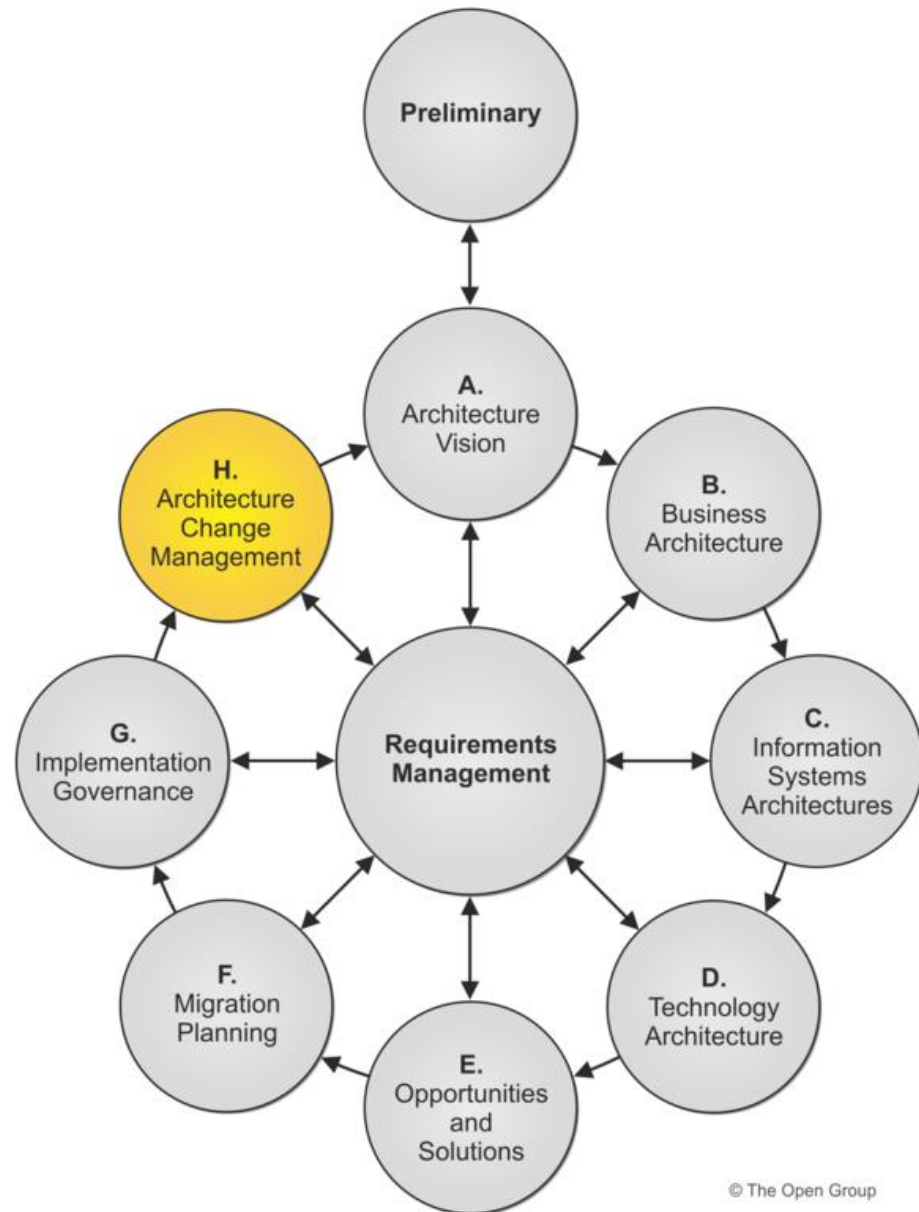 Preliminary
A.
Architecture
Vision
B.
Business
Architecture
C.
Information
Systems
Architectures
D.
Technology
Architecture
E.
Opportunities
and
Solutions
F.
Migration
Planning
G.
Implementation
Governance
H.
Architecture
Change
Management
Requirements
Management
© The Open Group